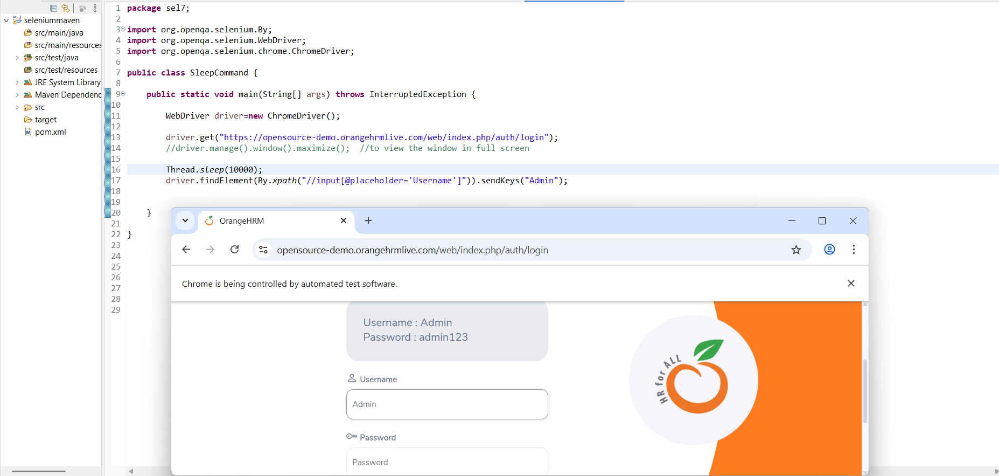 seleniummaven
src/main/java
src/main/resources
src/test/java
src/test/resources
JRE System Library
Maven Dependenc
src
target
pom.xml
1 package sel7;
2
3 import org.openqa.selenium.By;
4 import org.openqa.selenium.WebDriver;
5 import org.openqa.selenium.chrome.ChromeDriver;
6
7 public class SleepCommand {
8
9 public static void main(String[] args) throws InterruptedException {
10
11 WebDriver driver=new ChromeDriver();
12
13 driver.get("https://opensource-demo.orangehrmlive.com/web/index.php/auth/login");
14 //driver.manage().window().maximize();  //to view the window in full screen
15
16 Thread.sleep(10000);
17 driver.findElement(By.xpath("//input[@placeholder='Username']")).sendKeys("Admin");
18
19
20 }
21
22 }
23
24
25
26
27
28
29
OrangeHRM
opensource-demo.orangehrmlive.com/web/index.php/auth/login
Chrome is being controlled by automated test software.
Username : Admin
Password : admin123
Username
Admin
Password
Password
HR for ALL